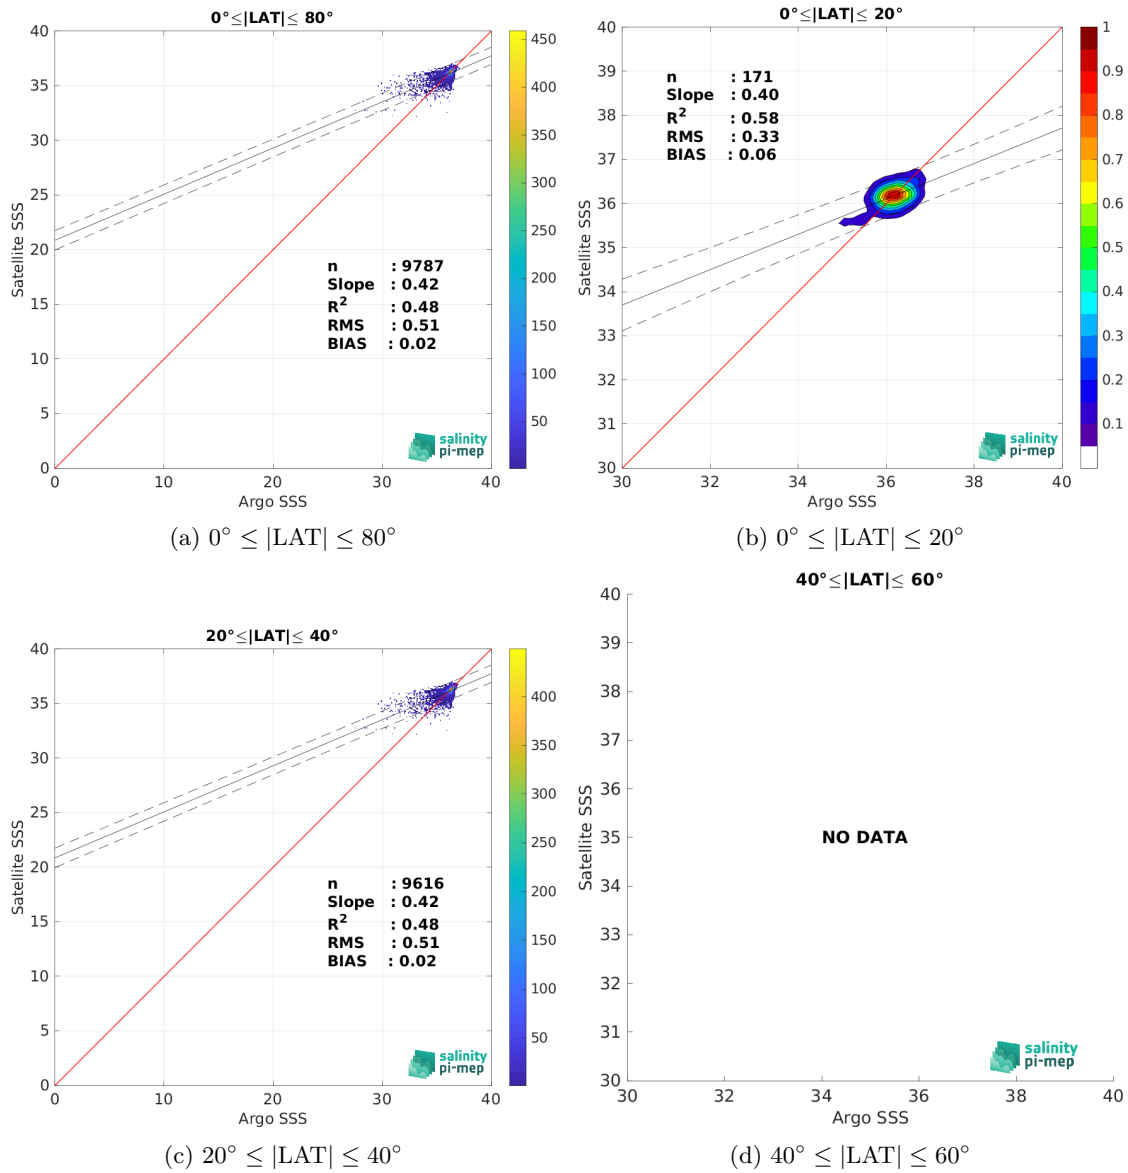 0°≤|LAT|≤ 80°
40
35
30
25
20
15
10
5
0
Satellite SSS
n : 9787
Slope : 0.42
R² : 0.48
RMS : 0.51
BIAS : 0.02
salinity
pi-mep
0 10 20 30 40
Argo SSS
450
400
350
300
250
200
150
100
50
(a) 0° ≤ |LAT| ≤ 80°
0°≤|LAT|≤ 20°
40
39
38
37
36
35
34
33
32
31
30
Satellite SSS
n : 171
Slope : 0.40
R² : 0.58
RMS : 0.33
BIAS : 0.06
salinity
pi-mep
30 32 34 36 38 40
Argo SSS
1
0.9
0.8
0.7
0.6
0.5
0.4
0.3
0.2
0.1
(b) 0° ≤ |LAT| ≤ 20°
20°≤|LAT|≤ 40°
40
35
30
25
20
15
10
5
0
Satellite SSS
n : 9616
Slope : 0.42
R² : 0.48
RMS : 0.51
BIAS : 0.02
salinity
pi-mep
0 10 20 30 40
Argo SSS
400
350
300
250
200
150
100
50
(c) 20° ≤ |LAT| ≤ 40°
40°≤|LAT|≤ 60°
40
39
38
37
36
35
34
33
32
31
30
Satellite SSS
NO DATA
salinity
pi-mep
30 32 34 36 38 40
Argo SSS
(d) 40° ≤ |LAT| ≤ 60°